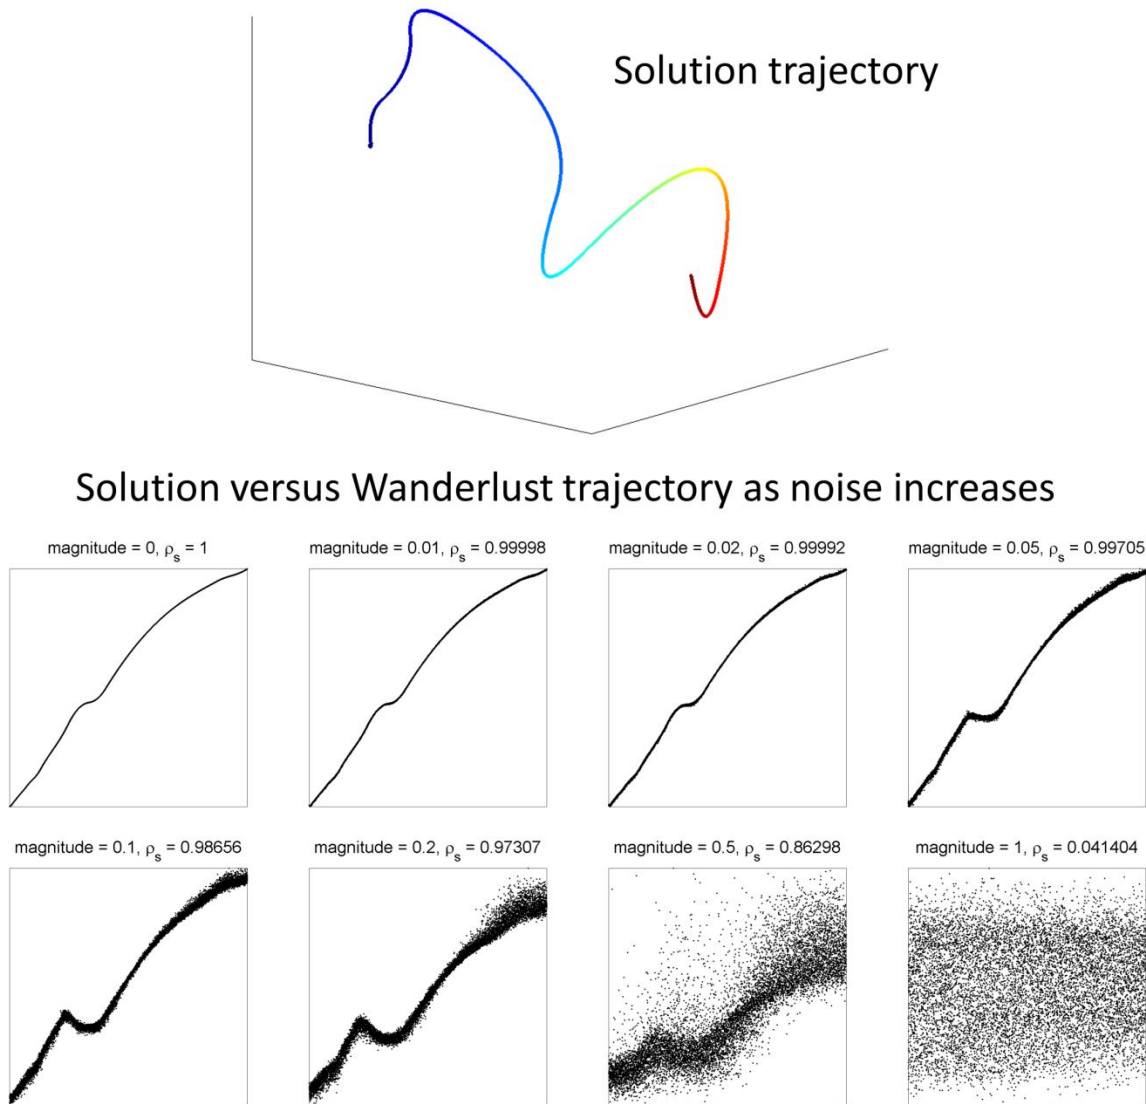 Solution trajectory
Solution versus Wanderlust trajectory as noise increases
magnitude = 0, ρs = 1
magnitude = 0.01, ρs = 0.99998
magnitude = 0.02, ρs = 0.99992
magnitude = 0.05, ρs = 0.99705
magnitude = 0.1, ρs = 0.98656
magnitude = 0.2, ρs = 0.97307
magnitude = 0.5, ρs = 0.86298
magnitude = 1, ρs = 0.041404